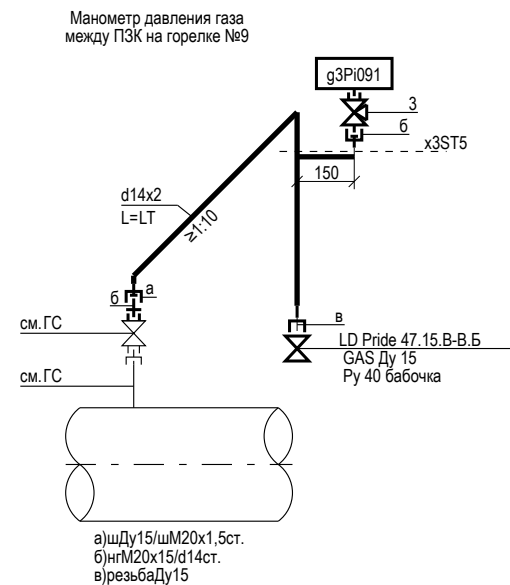 Манометр давления газа
между ПЗК на горелке №9
g3Pi091
3
б
x3ST5
150
d14x2
L=LT
≥1:10
а
б
см.ГС
в
LD Pride 47.15.В-В.Б
GAS Ду 15
Ру 40 бабочка
см.ГС
а)шДу15/шМ20х1,5ст.
б)нгМ20х15/d14ст.
в)резьбаДу15